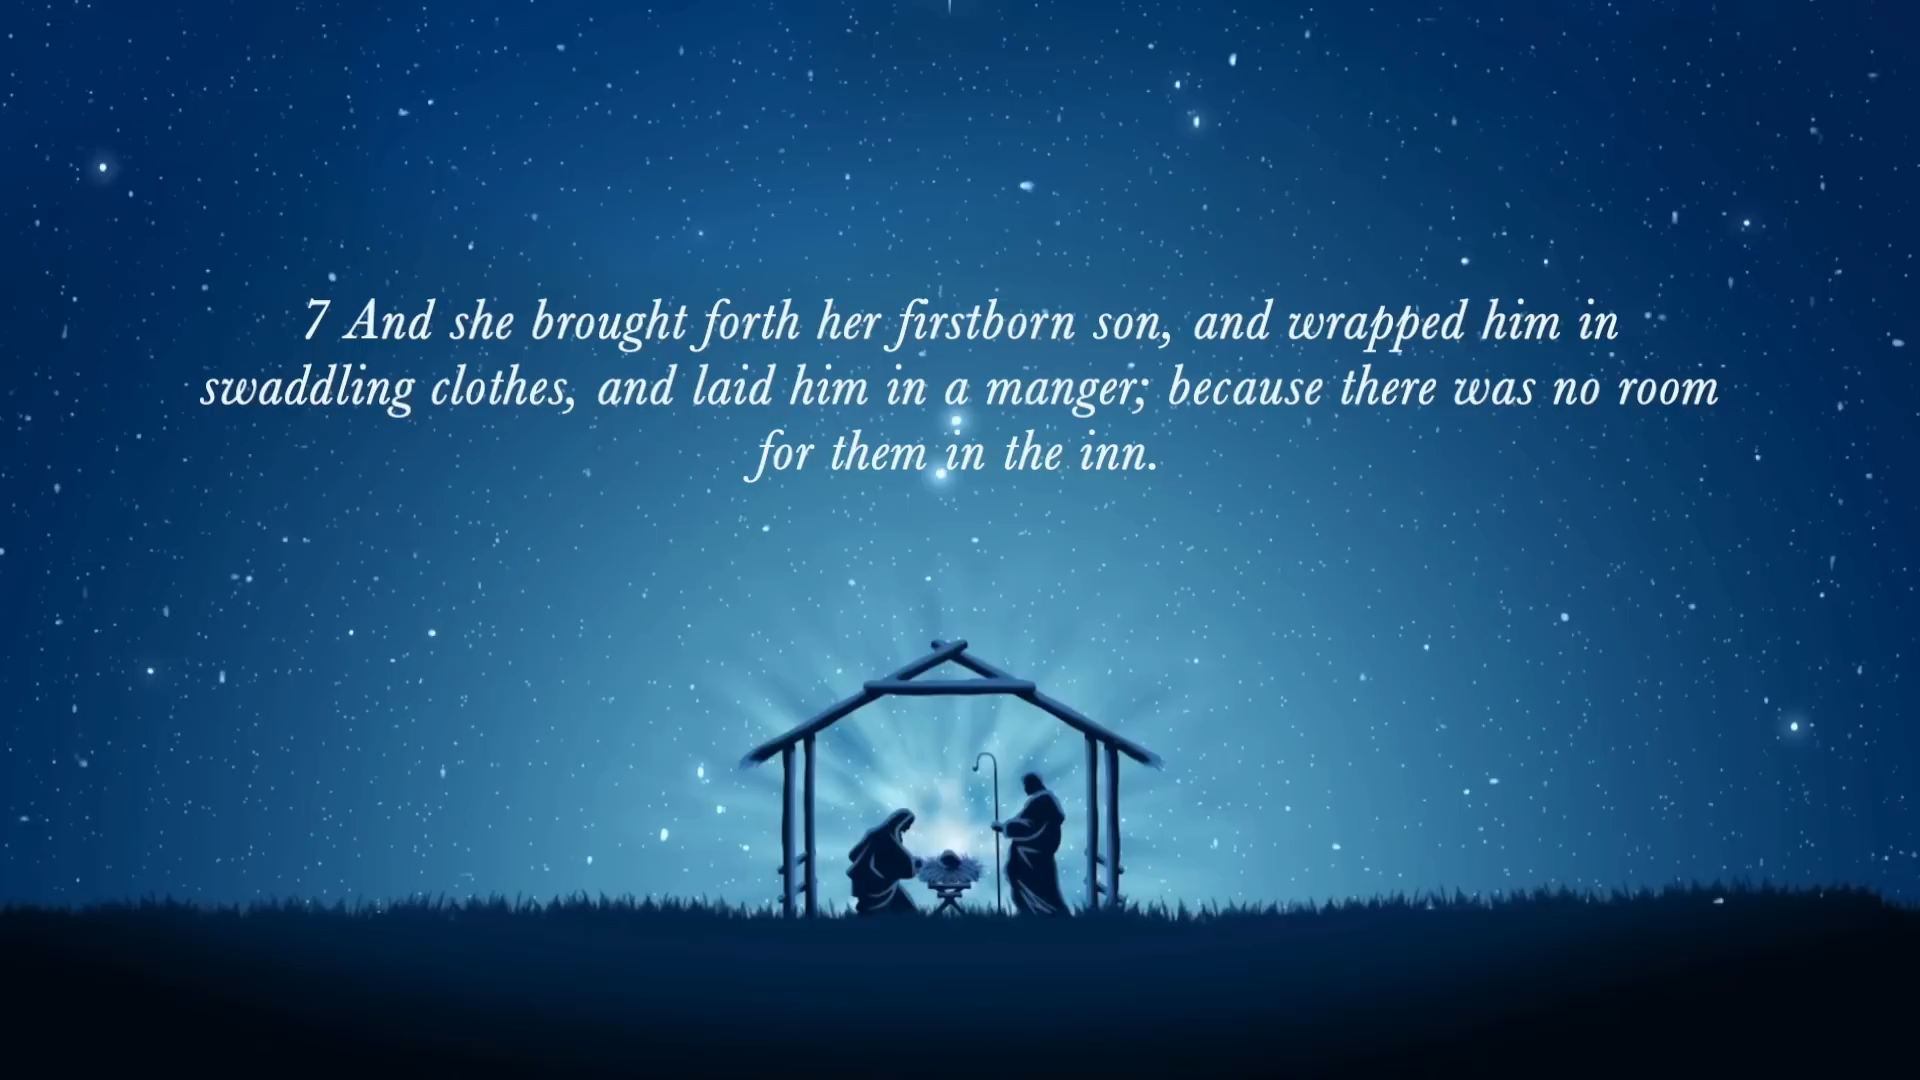 7 And she brought forth her firstborn son, and wrapped him in
swaddling clothes, and laid him in a manger; because there was no room
for them in the inn.